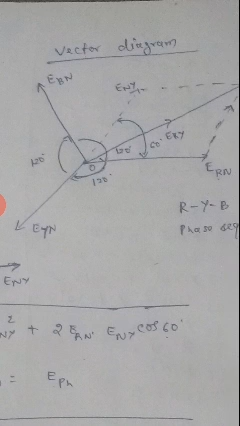 Vector diagram
E_BN
E_NY
120°
120°
60°
E_RY
O
120°
E_RN
E_YN
R-Y-B
Phase seq
E_NY
NY² + 2 E_RN. E_NY cos 60°
= E_Ph